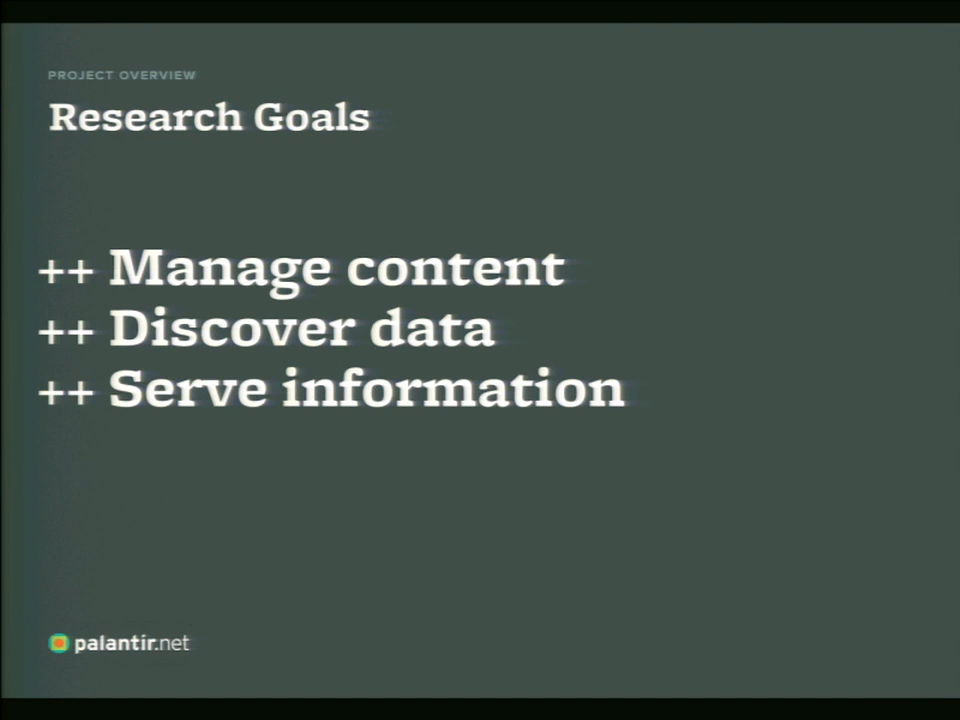 PROJECT OVERVIEW
Research Goals
++ Manage content
++ Discover data
++ Serve information
palantir.net